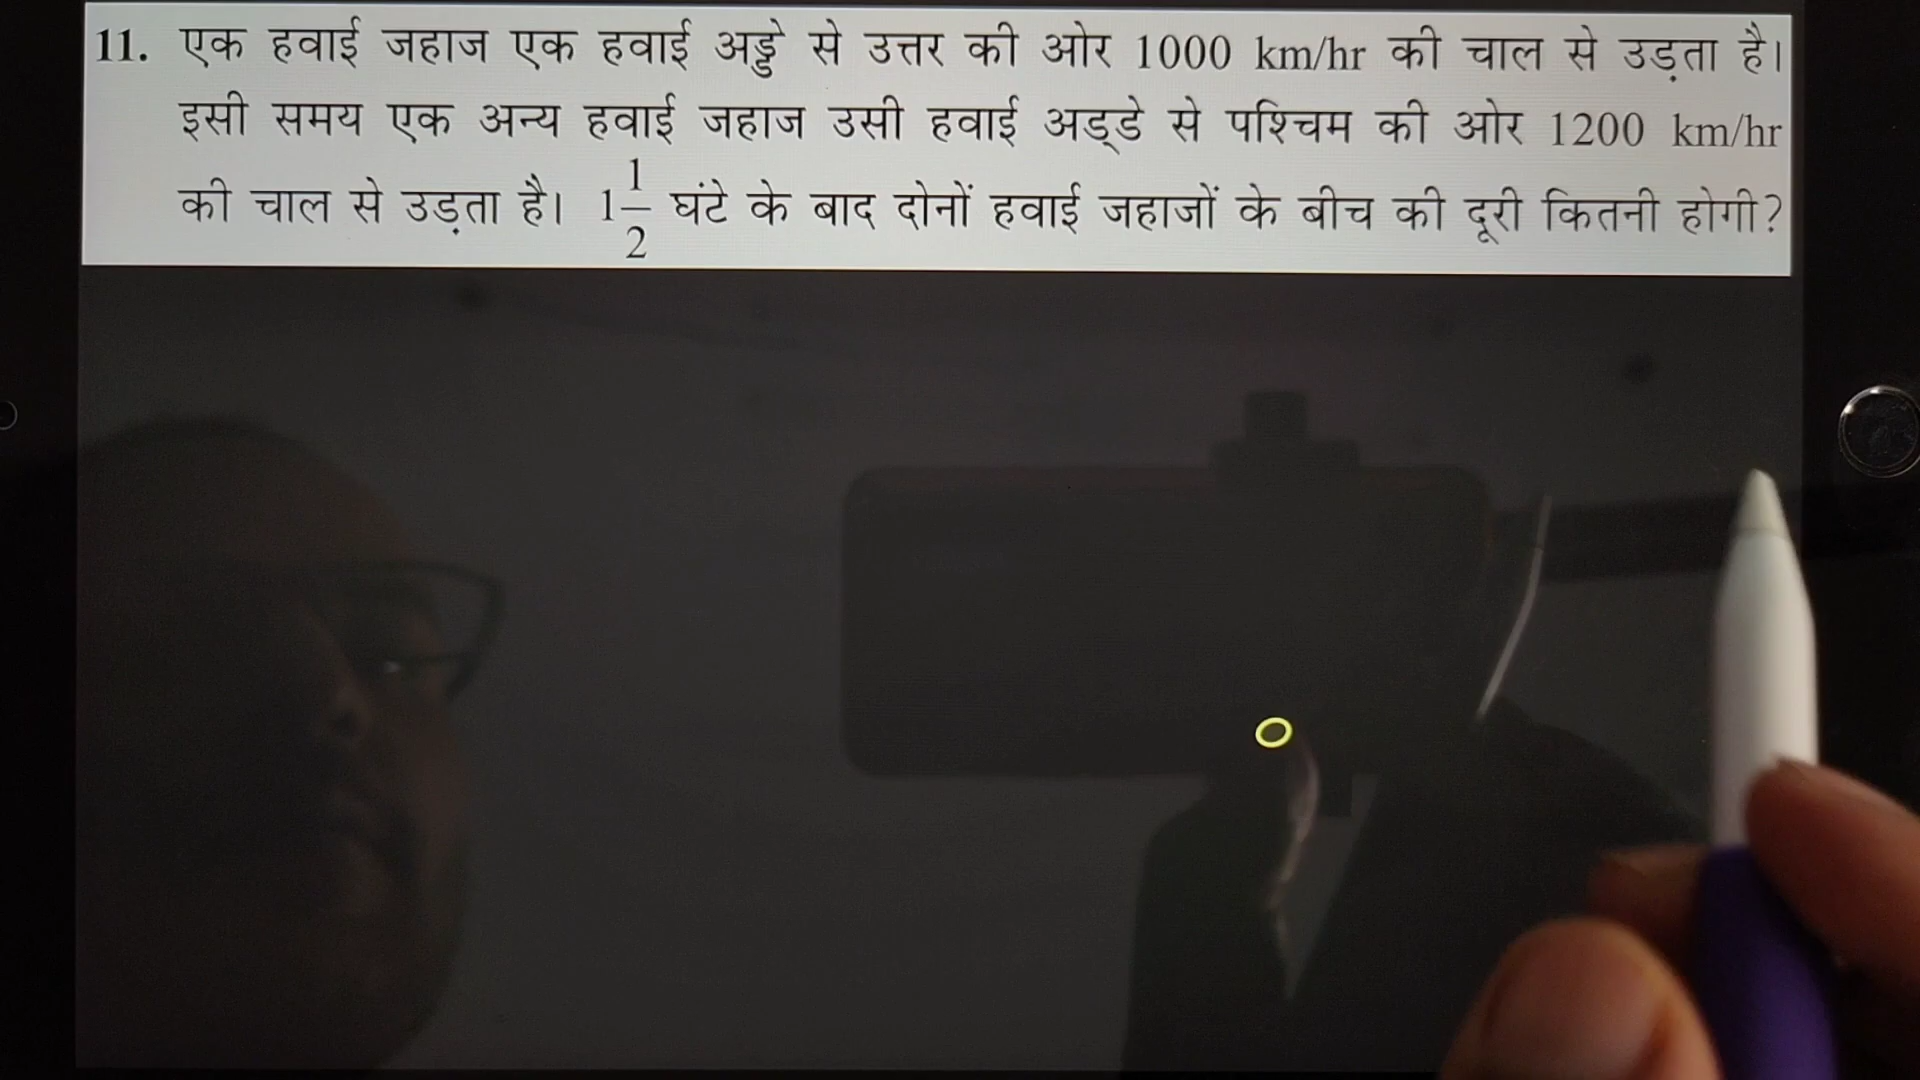 11. एक हवाई जहाज एक हवाई अड्डे से उत्तर की ओर 1000 km/hr की चाल से उड़ता है।
इसी समय एक अन्य हवाई जहाज उसी हवाई अड्‌डे से पश्चिम की ओर 1200 km/hr
की चाल से उड़ता है। 1 1/2 घंटे के बाद दोनों हवाई जहाजों के बीच की दूरी कितनी होगी?